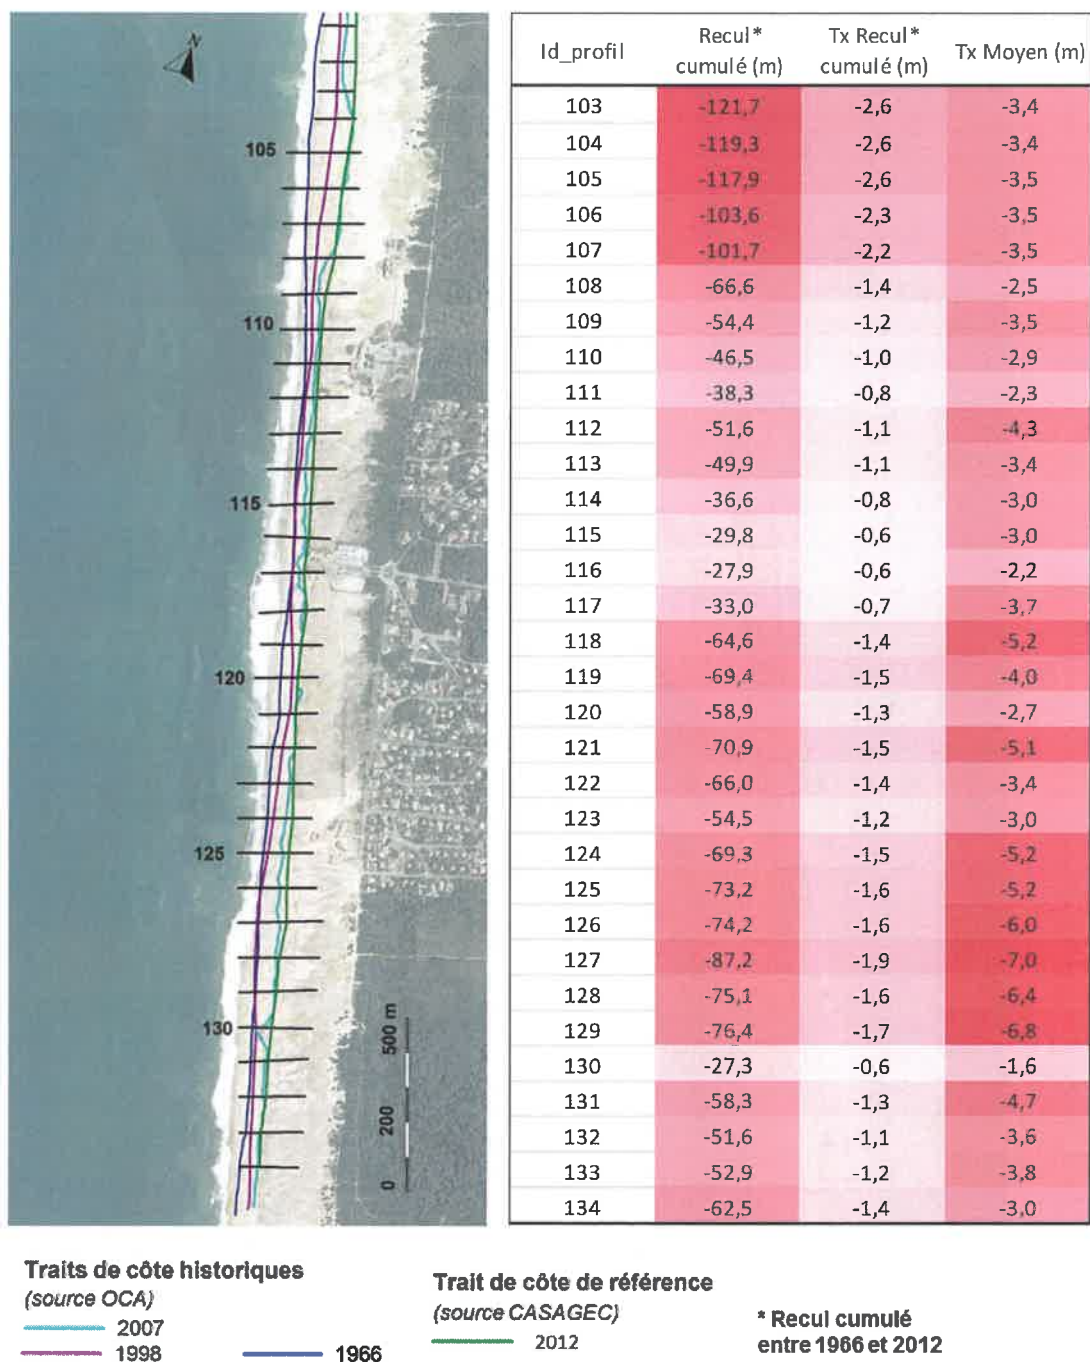 N
105
110
115
120
125
130
0 200 500 m
Id_profil Recul* cumulé (m) Tx Recul* cumulé (m) Tx Moyen (m)
103 -121,7 -2,6 -3,4
104 -119,3 -2,6 -3,4
105 -117,9 -2,6 -3,5
106 -103,6 -2,3 -3,5
107 -101,7 -2,2 -3,5
108 -66,6 -1,4 -2,5
109 -54,4 -1,2 -3,5
110 -46,5 -1,0 -2,9
111 -38,3 -0,8 -2,3
112 -51,6 -1,1 -4,3
113 -49,9 -1,1 -3,4
114 -36,6 -0,8 -3,0
115 -29,8 -0,6 -3,0
116 -27,9 -0,6 -2,2
117 -33,0 -0,7 -3,7
118 -64,6 -1,4 -5,2
119 -69,4 -1,5 -4,0
120 -58,9 -1,3 -2,7
121 -70,9 -1,5 -5,1
122 -66,0 -1,4 -3,4
123 -54,5 -1,2 -3,0
124 -69,3 -1,5 -5,2
125 -73,2 -1,6 -5,2
126 -74,2 -1,6 -6,0
127 -87,2 -1,9 -7,0
128 -75,1 -1,6 -6,4
129 -76,4 -1,7 -6,8
130 -27,3 -0,6 -1,6
131 -58,3 -1,3 -4,7
132 -51,6 -1,1 -3,6
133 -52,9 -1,2 -3,8
134 -62,5 -1,4 -3,0
Traits de côte historiques
(source OCA)
2007
1998 1966
Trait de côte de référence
(source CASAGEC)
2012
* Recul cumulé
entre 1966 et 2012